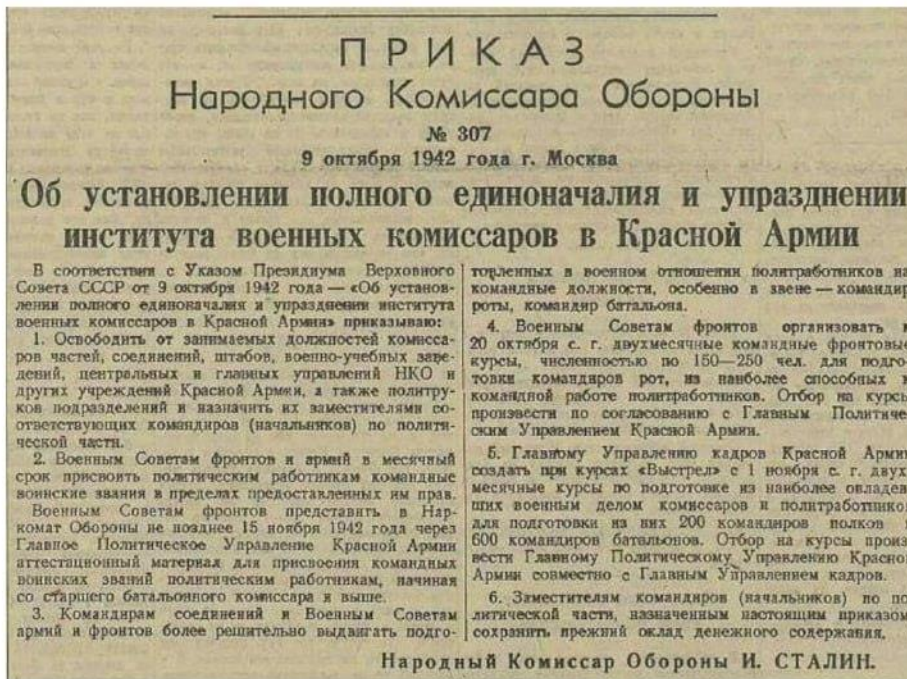 ПРИКАЗ
Народного Комиссара Обороны
№ 307
9 октября 1942 года г. Москва
Об установлении полного единоначалия и упразднении
института военных комиссаров в Красной Армии
В соответствии с Указом Президиума Верховного
Совета СССР от 9 октября 1942 года — «Об установ-
лении полного единоначалия и упразднении института
военных комиссаров в Красной Армии» приказываю:
1. Освободить от занимаемых должностей комисса-
ров частей, соединений, штабов, военно-учебных заве-
дений, центральных и главных управлений НКО и
других учреждений Красной Армии, а также политру-
ков подразделений и назначить их заместителями со-
ответствующих командиров (начальников) по полити-
ческой части.
2. Военным Советам фронтов и армий в месячный
срок присвоить политическим работникам командные
воинские звания в пределах предоставленных им прав.
Военным Советам фронтов представить в Нар-
комат Обороны не позднее 15 ноября 1942 года через
Главное Политическое Управление Красной Армии
аттестационный материал для присвоения командных
воинских званий политическим работникам, начиная
со старшего батальонного комиссара и выше.
3. Командирам соединений и Военным Советам
армий и фронтов более решительно выдвигать подго-
товленных в военном отношении политработников на
командные должности, особенно в звене — командир
роты, командир батальона.
4. Военным Советам фронтов организовать к
20 октября с. г. двухмесячные командные фронтовые
курсы, численностью по 150—250 чел. для подго-
товки командиров рот, из наиболее способных к
командной работе политработников. Отбор на курсы
произвести по согласованию с Главным Политиче-
ским Управлением Красной Армии.
5. Главному Управлению кадров Красной Армии
создать при курсах «Выстрел» с 1 ноября с. г. двух-
месячные курсы по подготовке из наиболее овладев-
ших военным делом комиссаров и политработников
для подготовки из них 200 командиров полков и
600 командиров батальонов. Отбор на курсы произ-
вести Главному Политическому Управлению Красной
Армии совместно с Главным Управлением кадров.
6. Заместителям командиров (начальников) по по-
литической части, назначенным настоящим приказом,
сохранить прежний оклад денежного содержания.
Народный Комиссар Обороны И. СТАЛИН.